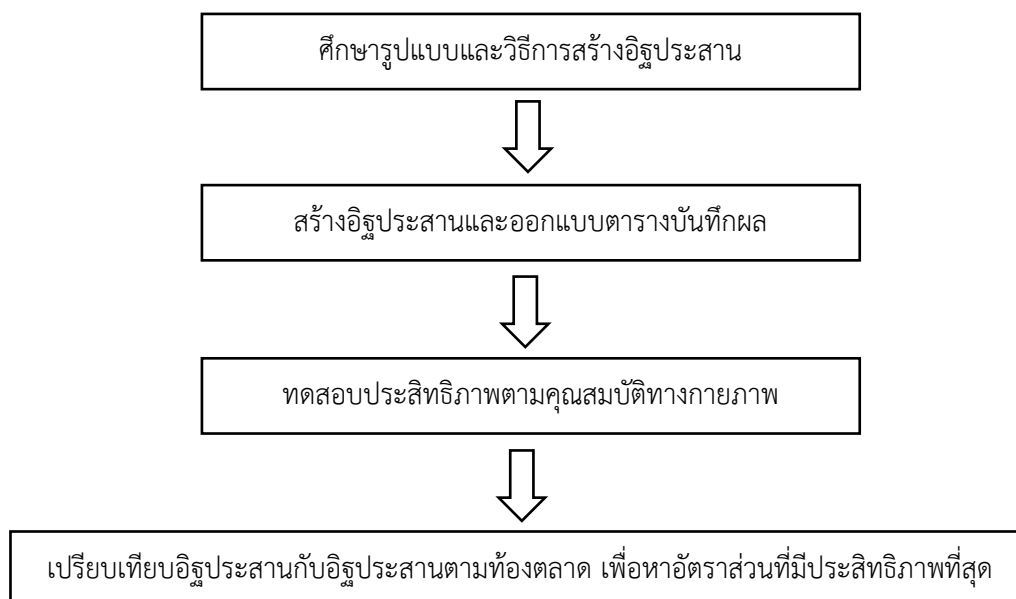 ศึกษารูปแบบและวิธีการสร้างอิฐประสาน
สร้างอิฐประสานและออกแบบตารางบันทึกผล
ทดสอบประสิทธิภาพตามคุณสมบัติทางกายภาพ
เปรียบเทียบอิฐประสานกับอิฐประสานตามท้องตลาด เพื่อหาอัตราส่วนที่มีประสิทธิภาพที่สุด